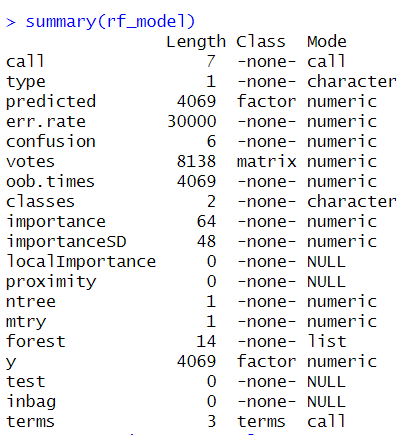 > summary(rf_model)
                Length Class  Mode
call                7  -none- call
type                1  -none- character
predicted        4069  factor numeric
err.rate        30000  -none- numeric
confusion           6  -none- numeric
votes            8138  matrix numeric
oob.times        4069  -none- numeric
classes             2  -none- character
importance         64  -none- numeric
importanceSD       48  -none- numeric
localImportance     0  -none- NULL
proximity           0  -none- NULL
ntree               1  -none- numeric
mtry                1  -none- numeric
forest             14  -none- list
y                4069  factor numeric
test                0  -none- NULL
inbag               0  -none- NULL
terms               3  terms  call